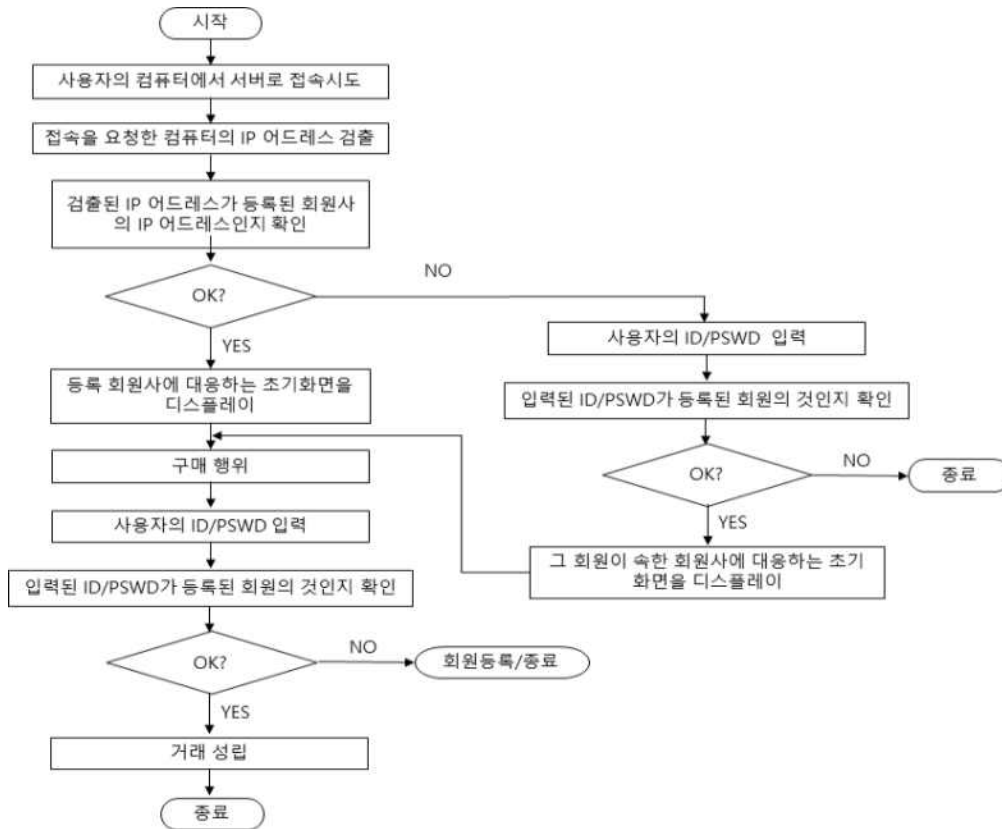 시작
사용자의 컴퓨터에서 서버로 접속시도
접속을 요청한 컴퓨터의 IP 어드레스 검출
검출된 IP 어드레스가 등록된 회원사
의 IP 어드레스인지 확인
OK?
NO
YES
등록 회원사에 대응하는 초기화면을
디스플레이
구매 행위
사용자의 ID/PSWD 입력
입력된 ID/PSWD가 등록된 회원의 것인지 확인
OK?
NO
회원등록/종료
YES
거래 성립
종료
사용자의 ID/PSWD 입력
입력된 ID/PSWD가 등록된 회원의 것인지 확인
OK?
NO
종료
YES
그 회원이 속한 회원사에 대응하는 초기
화면을 디스플레이